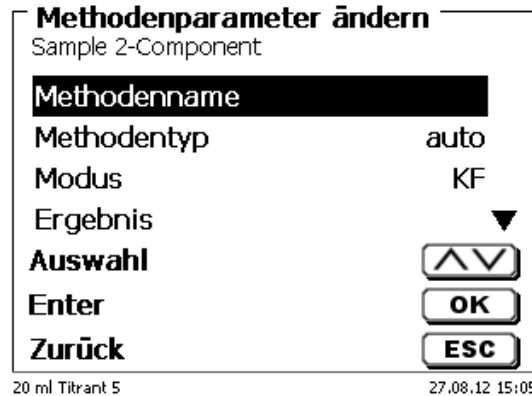 Methodenparameter ändern
Sample 2-Component
Methodenname
Methodentyp auto
Modus KF
Ergebnis
Auswahl
Enter OK
Zurück ESC
20 ml Titrant 5 27.08.12 15:05